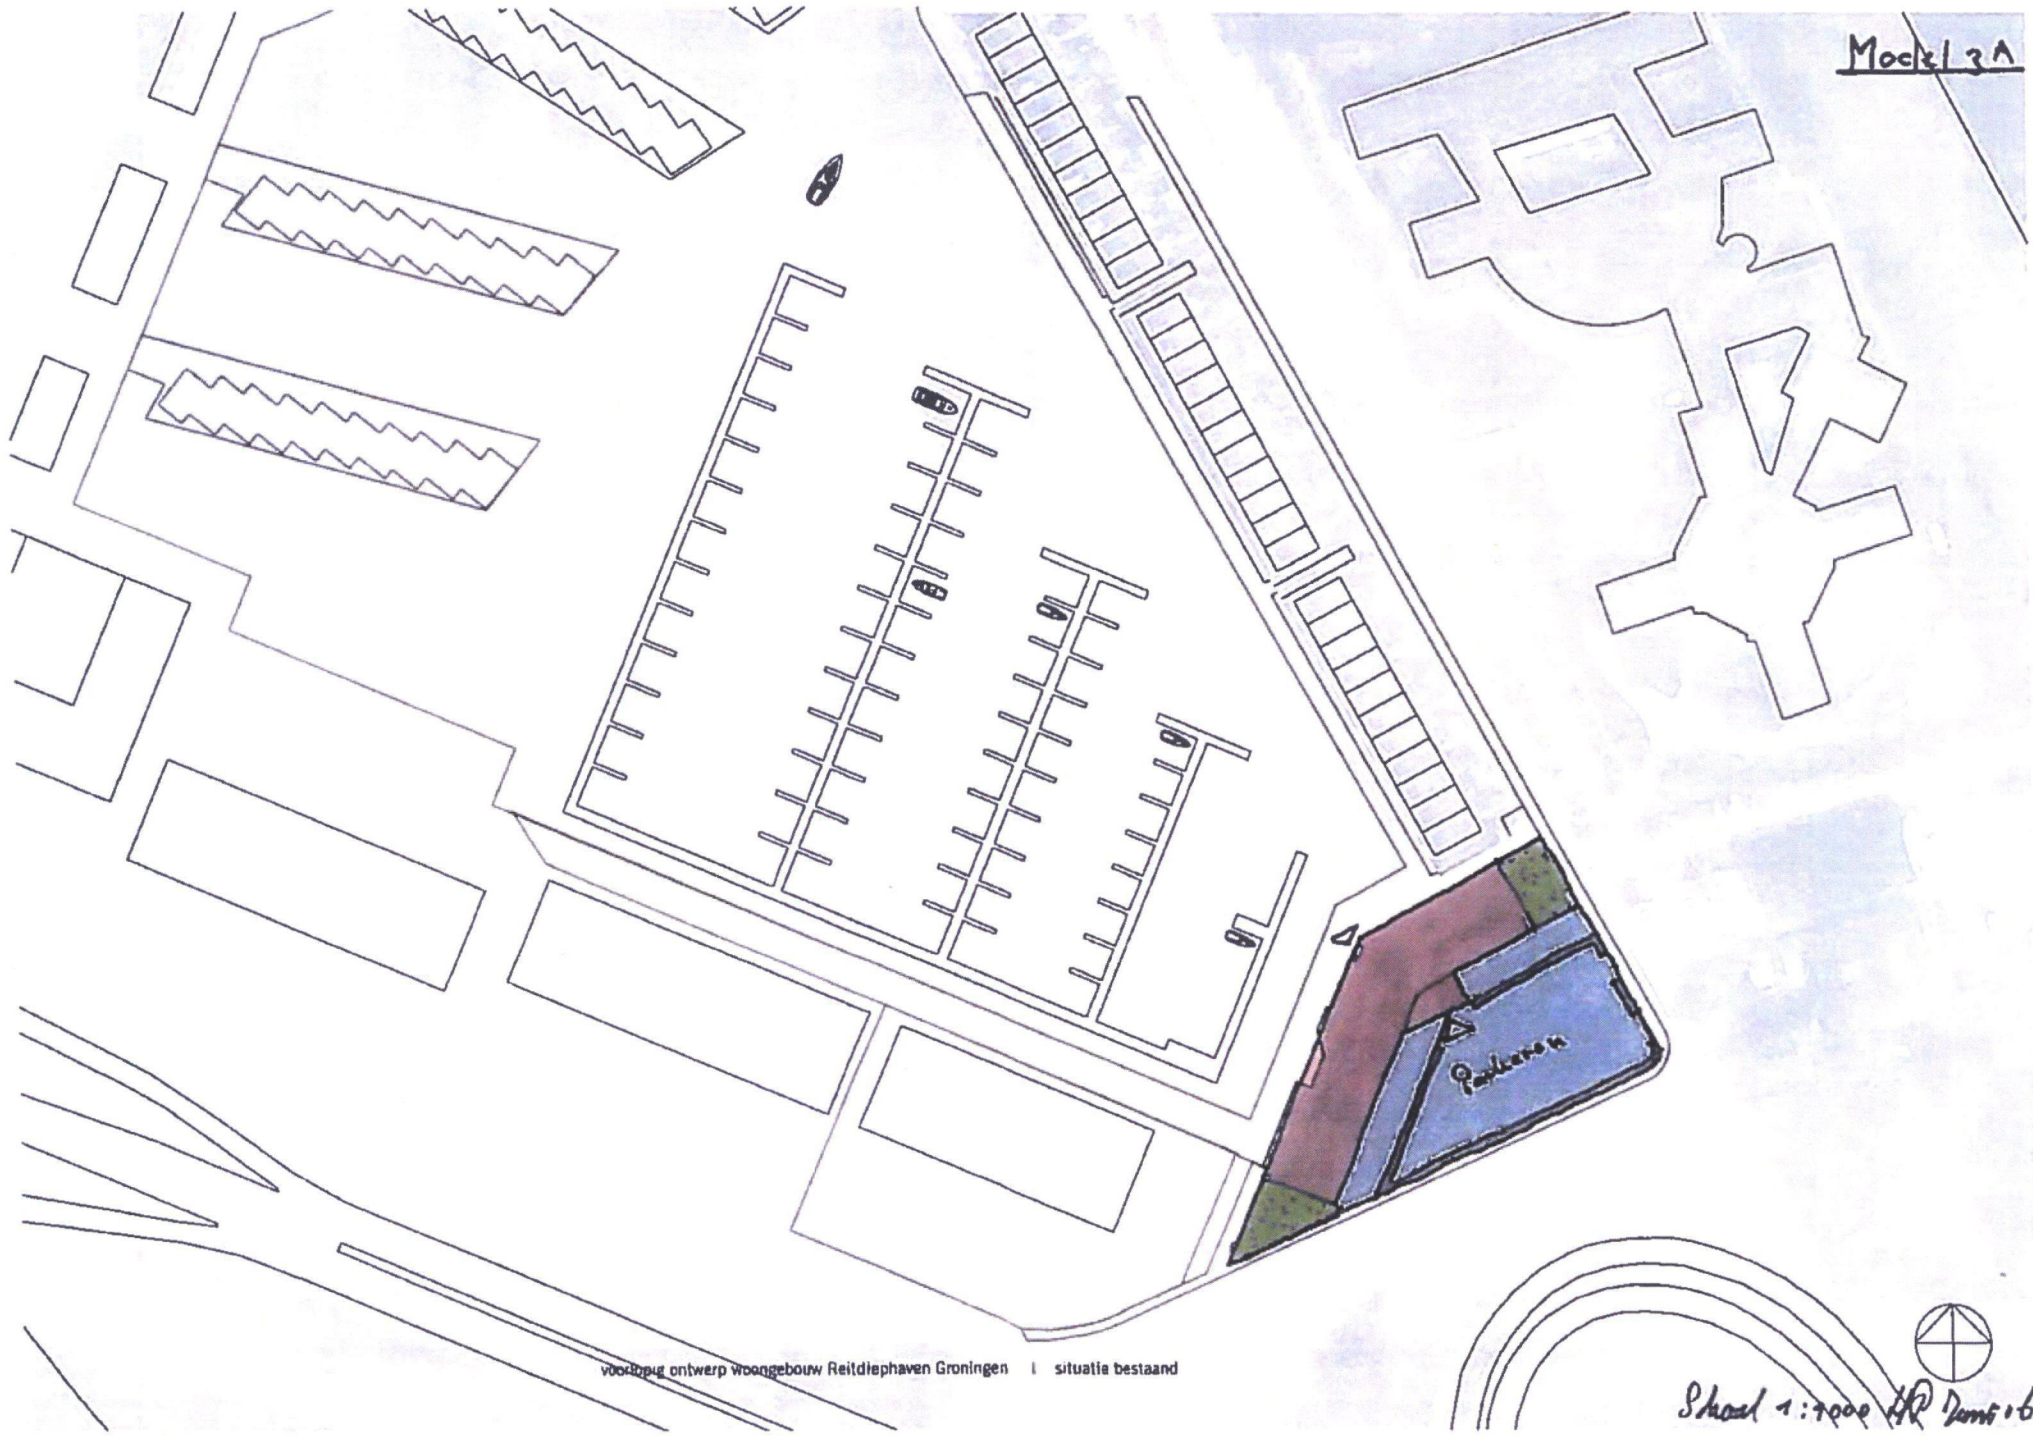 Model 3A
Parkeren
voorlopig ontwerp woongebouw Reitdiephaven Groningen | situatie bestaand
Schaal 1:1000